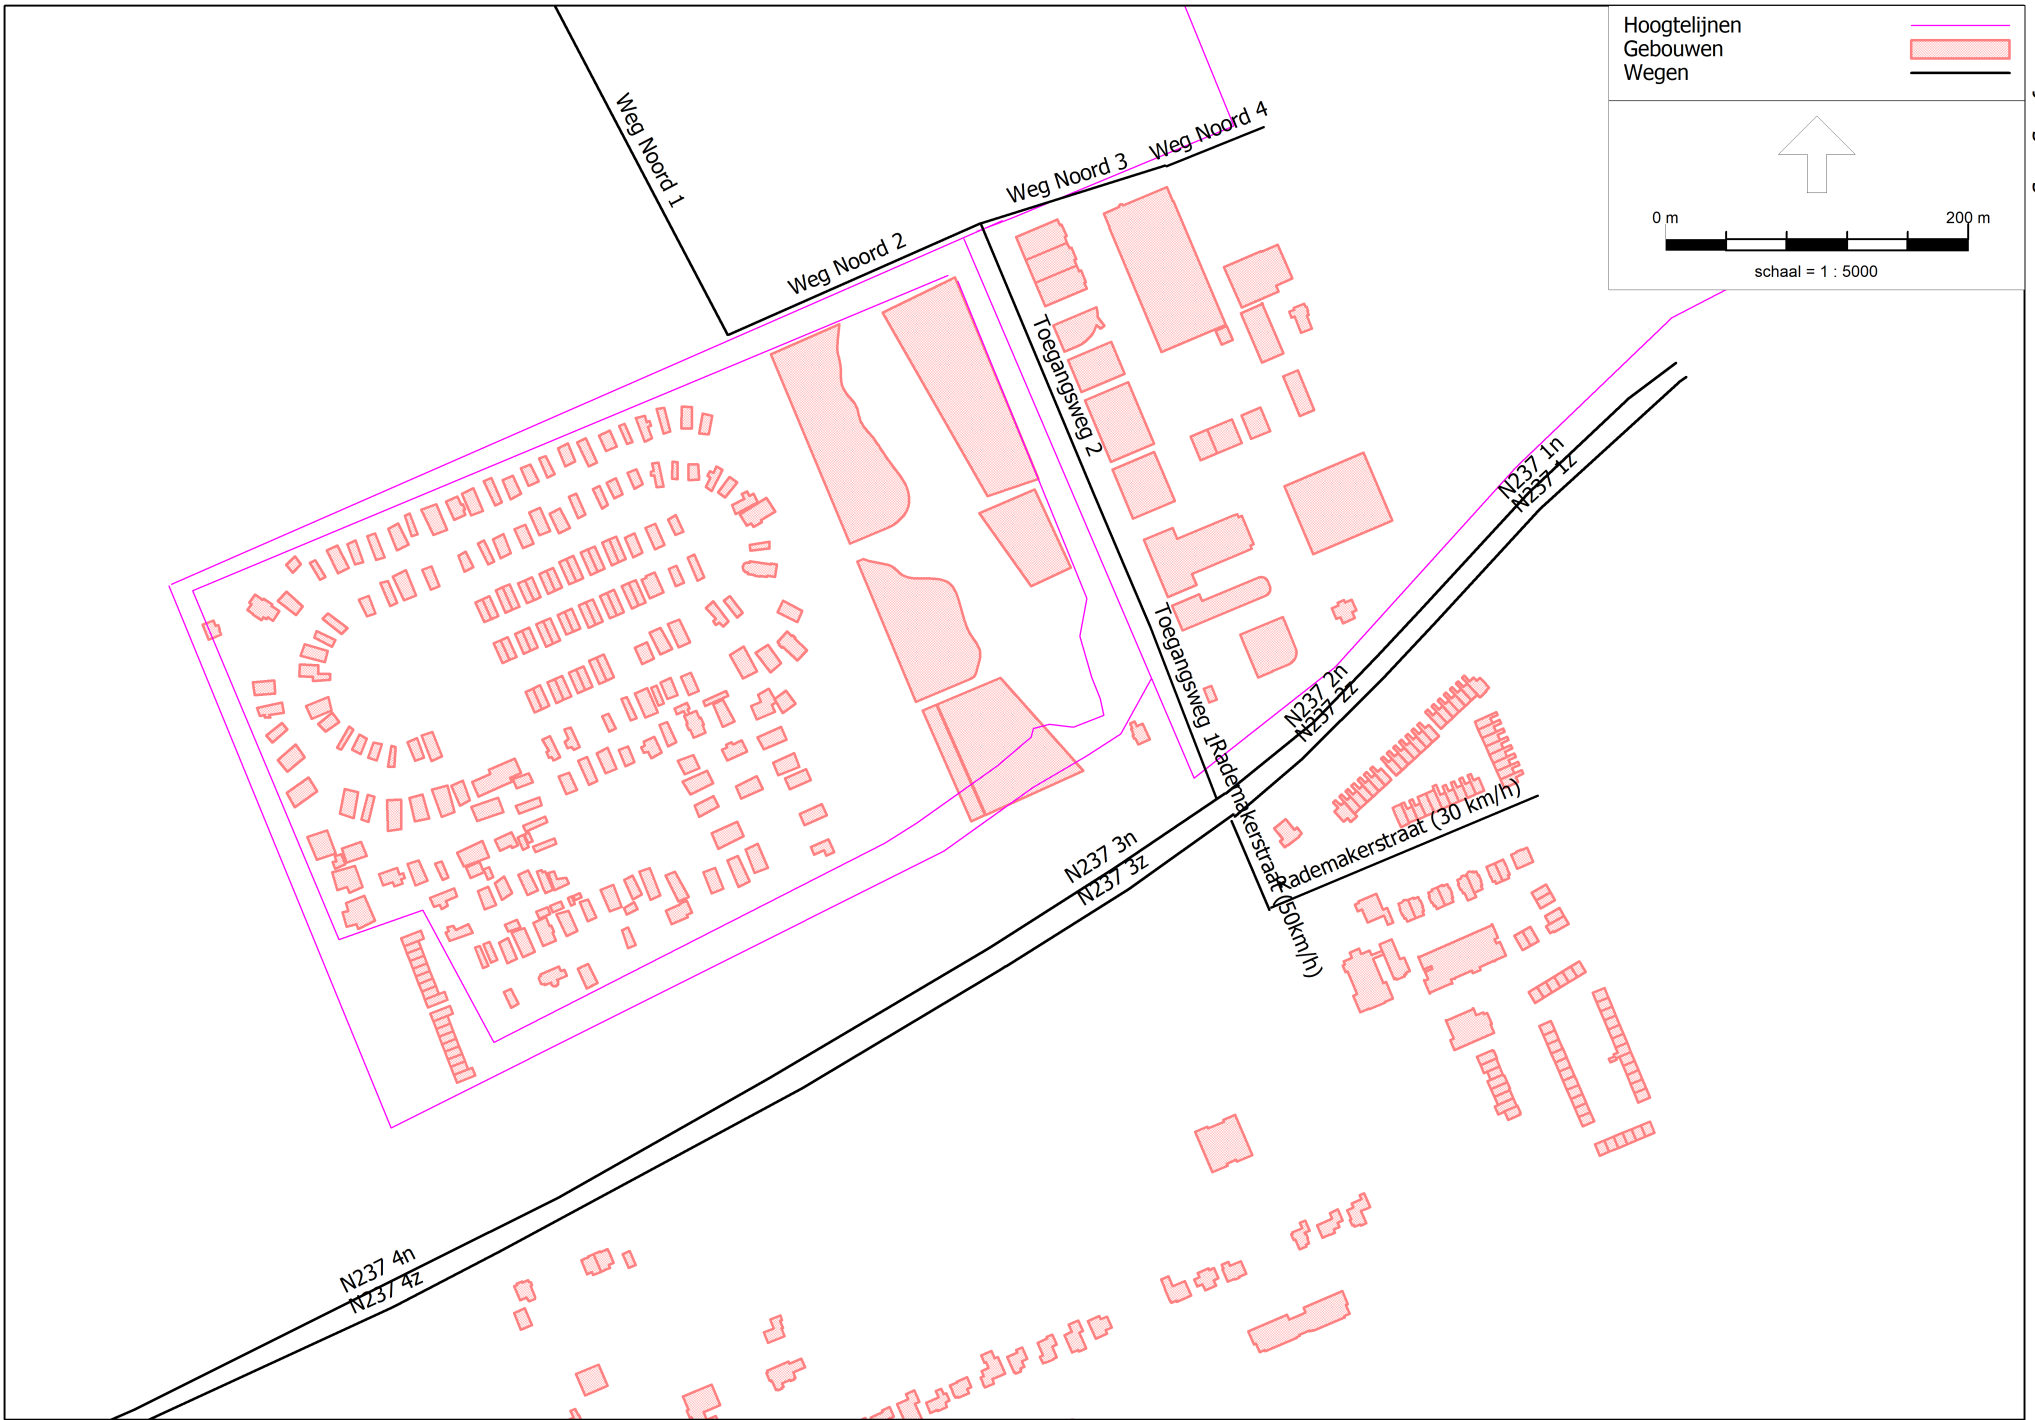 Hoogtelijnen
Gebouwen
Wegen
0 m
200 m
schaal = 1 : 5000
Weg Noord 1
Weg Noord 2
Weg Noord 3
Weg Noord 4
Toegangsweg 2
Toegangsweg 1
N237 1n
N237 1z
N237 2n
N237 2z
Rademakerstraat (50km/h)
Rademakerstraat (30 km/h)
N237 3n
N237 3z
N237 4n
N237 4z